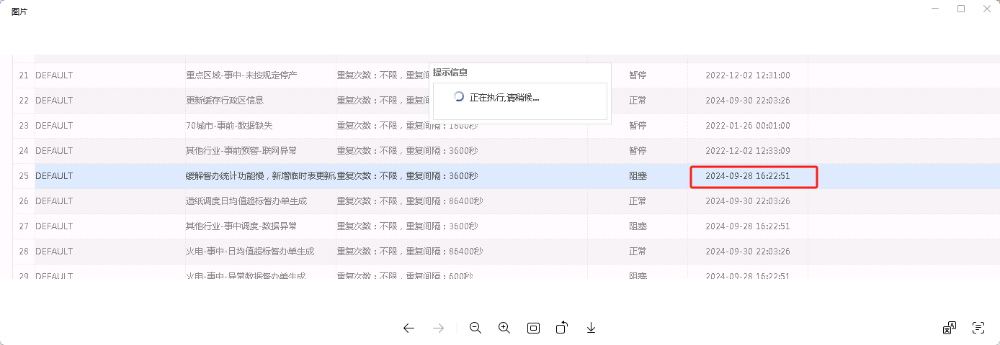 图片
21 DEFAULT 重点区域-事中-未按规定停产 重复次数：不限，重复间 暂停 2022-12-02 12:31:00
提示信息
正在执行,请稍候...
22 DEFAULT 更新缓存行政区信息 重复次数：不限，重复间 正常 2024-09-30 22:03:26
23 DEFAULT 70城市-事前-数据缺失 重复次数：不限，重复间隔：1800秒 暂停 2022-01-26 00:01:00
24 DEFAULT 其他行业-事前预警-联网异常 重复次数：不限，重复间隔：3600秒 暂停 2022-12-02 12:33:09
25 DEFAULT 缓解督办统计功能慢，新增临时表更新 重复次数：不限，重复间隔：3600秒 阻塞 2024-09-28 16:22:51
26 DEFAULT 造纸调度日均值超标督办单生成 重复次数：不限，重复间隔：86400秒 正常 2024-09-30 22:03:26
27 DEFAULT 其他行业-事中调度-数据异常 重复次数：不限，重复间隔：3600秒 阻塞 2024-09-28 16:22:51
28 DEFAULT 火电-事中-日均值超标督办单生成 重复次数：不限，重复间隔：86400秒 正常 2024-09-30 22:03:26
29 DEFAULT 火电-事中-异常数据督办单生成 重复次数：不限，重复间隔：600秒 阻塞 2024-09-28 16:22:51